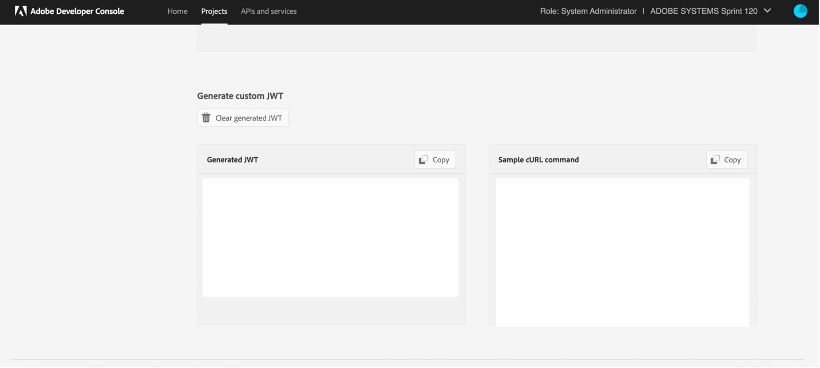 Adobe Developer Console Home Projects APIs and services Role: System Administrator | ADOBE SYSTEMS Sprint 120
Generate custom JWT
Clear generated JWT
Generated JWT Copy Sample cURL command Copy